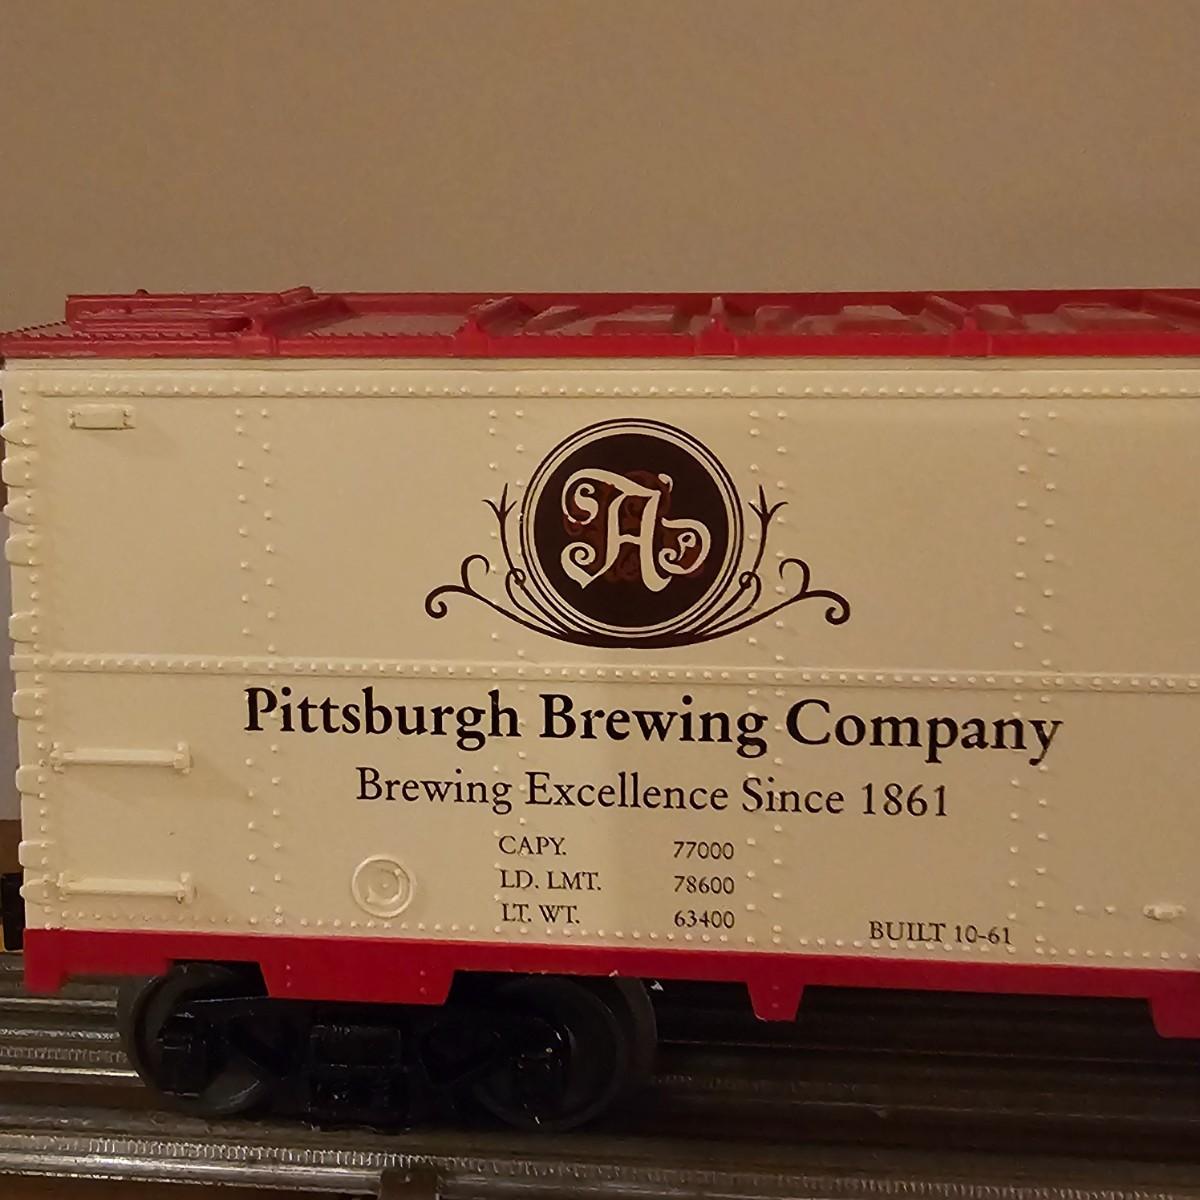 Pittsburgh Brewing Company
Brewing Excellence Since 1861
CAPY. 77000
LD. LMT. 78600
LT. WT. 63400
BUILT 10-61